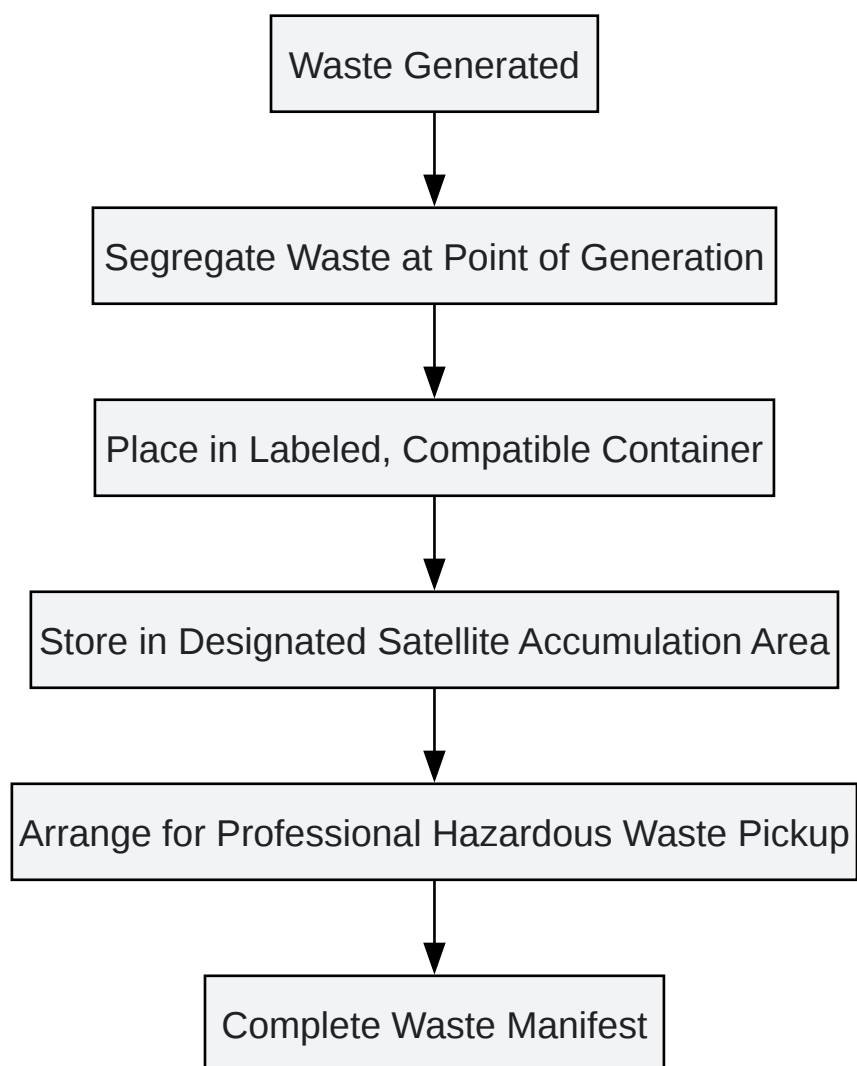 Waste Generated
Segregate Waste at Point of Generation
Place in Labeled, Compatible Container
Store in Designated Satellite Accumulation Area
Arrange for Professional Hazardous Waste Pickup
Complete Waste Manifest